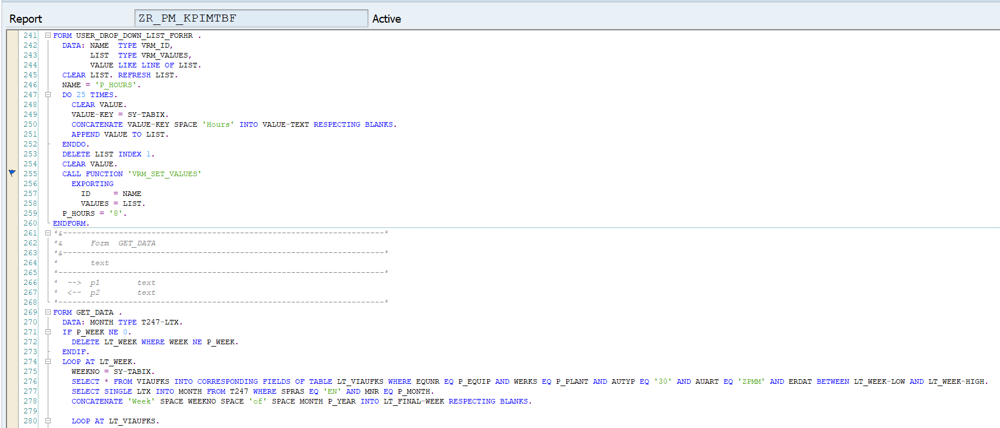 Report ZR_PM_KPIMTBF Active
241 FORM USER_DROP_DOWN_LIST_FORHR .
242   DATA: NAME  TYPE VRM_ID,
243         LIST  TYPE VRM_VALUES,
244         VALUE LIKE LINE OF LIST.
245   CLEAR LIST. REFRESH LIST.
246   NAME = 'P_HOURS'.
247   DO 25 TIMES.
248     CLEAR VALUE.
249     VALUE-KEY = SY-TABIX.
250     CONCATENATE VALUE-KEY SPACE 'Hours' INTO VALUE-TEXT RESPECTING BLANKS.
251     APPEND VALUE TO LIST.
252   ENDDO.
253   DELETE LIST INDEX 1.
254   CLEAR VALUE.
255   CALL FUNCTION 'VRM_SET_VALUES'
256     EXPORTING
257       ID     = NAME
258       VALUES = LIST.
259   P_HOURS = '8'.
260 ENDFORM.
261 *&---------------------------------------------------------------------*
262 *&      Form  GET_DATA
263 *&---------------------------------------------------------------------*
264 *       text
265 *----------------------------------------------------------------------*
266 *  -->  p1        text
267 *  <--  p2        text
268 *----------------------------------------------------------------------*
269 FORM GET_DATA .
270   DATA: MONTH TYPE T247-LTX.
271   IF P_WEEK NE 0.
272     DELETE LT_WEEK WHERE WEEK NE P_WEEK.
273   ENDIF.
274   LOOP AT LT_WEEK.
275     WEEKNO = SY-TABIX.
276     SELECT * FROM VIAUFKS INTO CORRESPONDING FIELDS OF TABLE LT_VIAUFKS WHERE EQUNR EQ P_EQUIP AND WERKS EQ P_PLANT AND AUTYP EQ '30' AND AUART EQ 'ZPMM' AND ERDAT BETWEEN LT_WEEK-LOW AND LT_WEEK-HIGH.
277     SELECT SINGLE LTX INTO MONTH FROM T247 WHERE SPRAS EQ 'EN' AND MNR EQ P_MONTH.
278     CONCATENATE 'Week' SPACE WEEKNO SPACE 'of' SPACE MONTH P_YEAR INTO LT_FINAL-WEEK RESPECTING BLANKS.
279
280     LOOP AT LT_VIAUFKS.